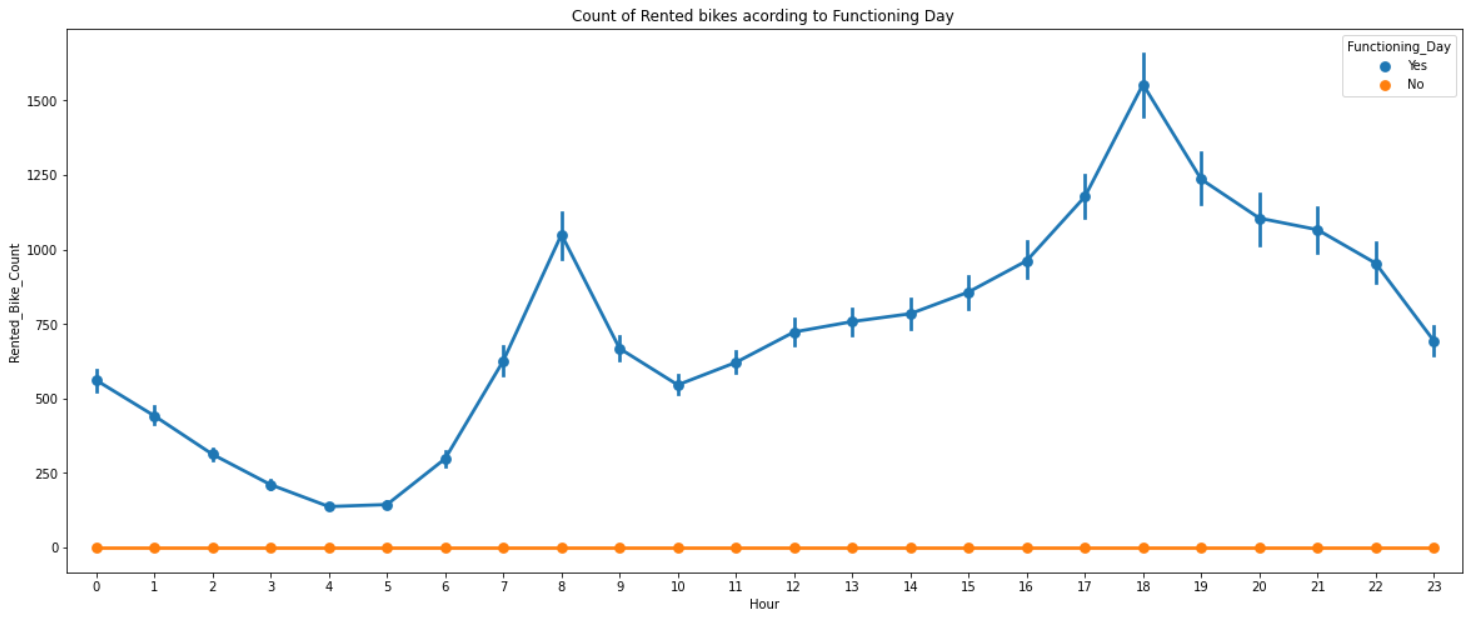 Count of Rented bikes acording to Functioning Day
Functioning_Day
Yes
No
Rented_Bike_Count
1500
1250
1000
750
500
250
0
0 1 2 3 4 5 6 7 8 9 10 11 12 13 14 15 16 17 18 19 20 21 22 23
Hour